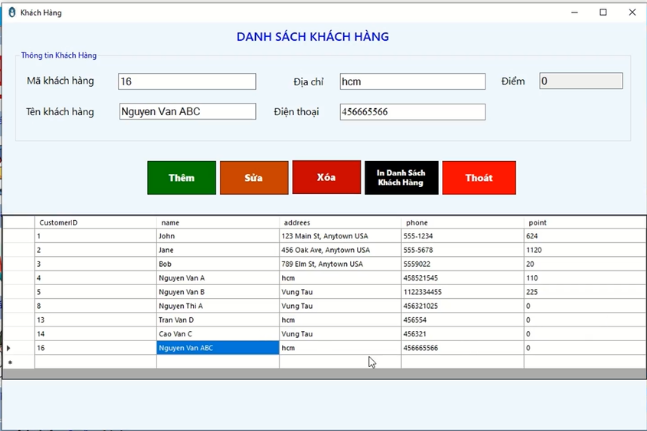 Khách Hàng
DANH SÁCH KHÁCH HÀNG
Thông tin Khách Hàng
Mã khách hàng 16 Địa chỉ hcm Điểm 0
Tên khách hàng Nguyen Van ABC Điện thoại 456665566
Thêm Sửa Xóa In Danh Sách Khách Hàng Thoát
CustomerID name addrees phone point
1 John 123 Main St, Anytown USA 555-1234 624
2 Jane 456 Oak Ave, Anytown USA 555-5678 1120
3 Bob 789 Elm St, Anytown USA 5559022 20
4 Nguyen Van A hcm 458521545 110
5 Nguyen Van B Vung Tau 1122334455 225
8 Nguyen Thi A Vung Tau 456321025 0
13 Tran Van D hcm 456554 0
14 Cao Van C Vung Tau 456321 0
16 Nguyen Van ABC hcm 456665566 0